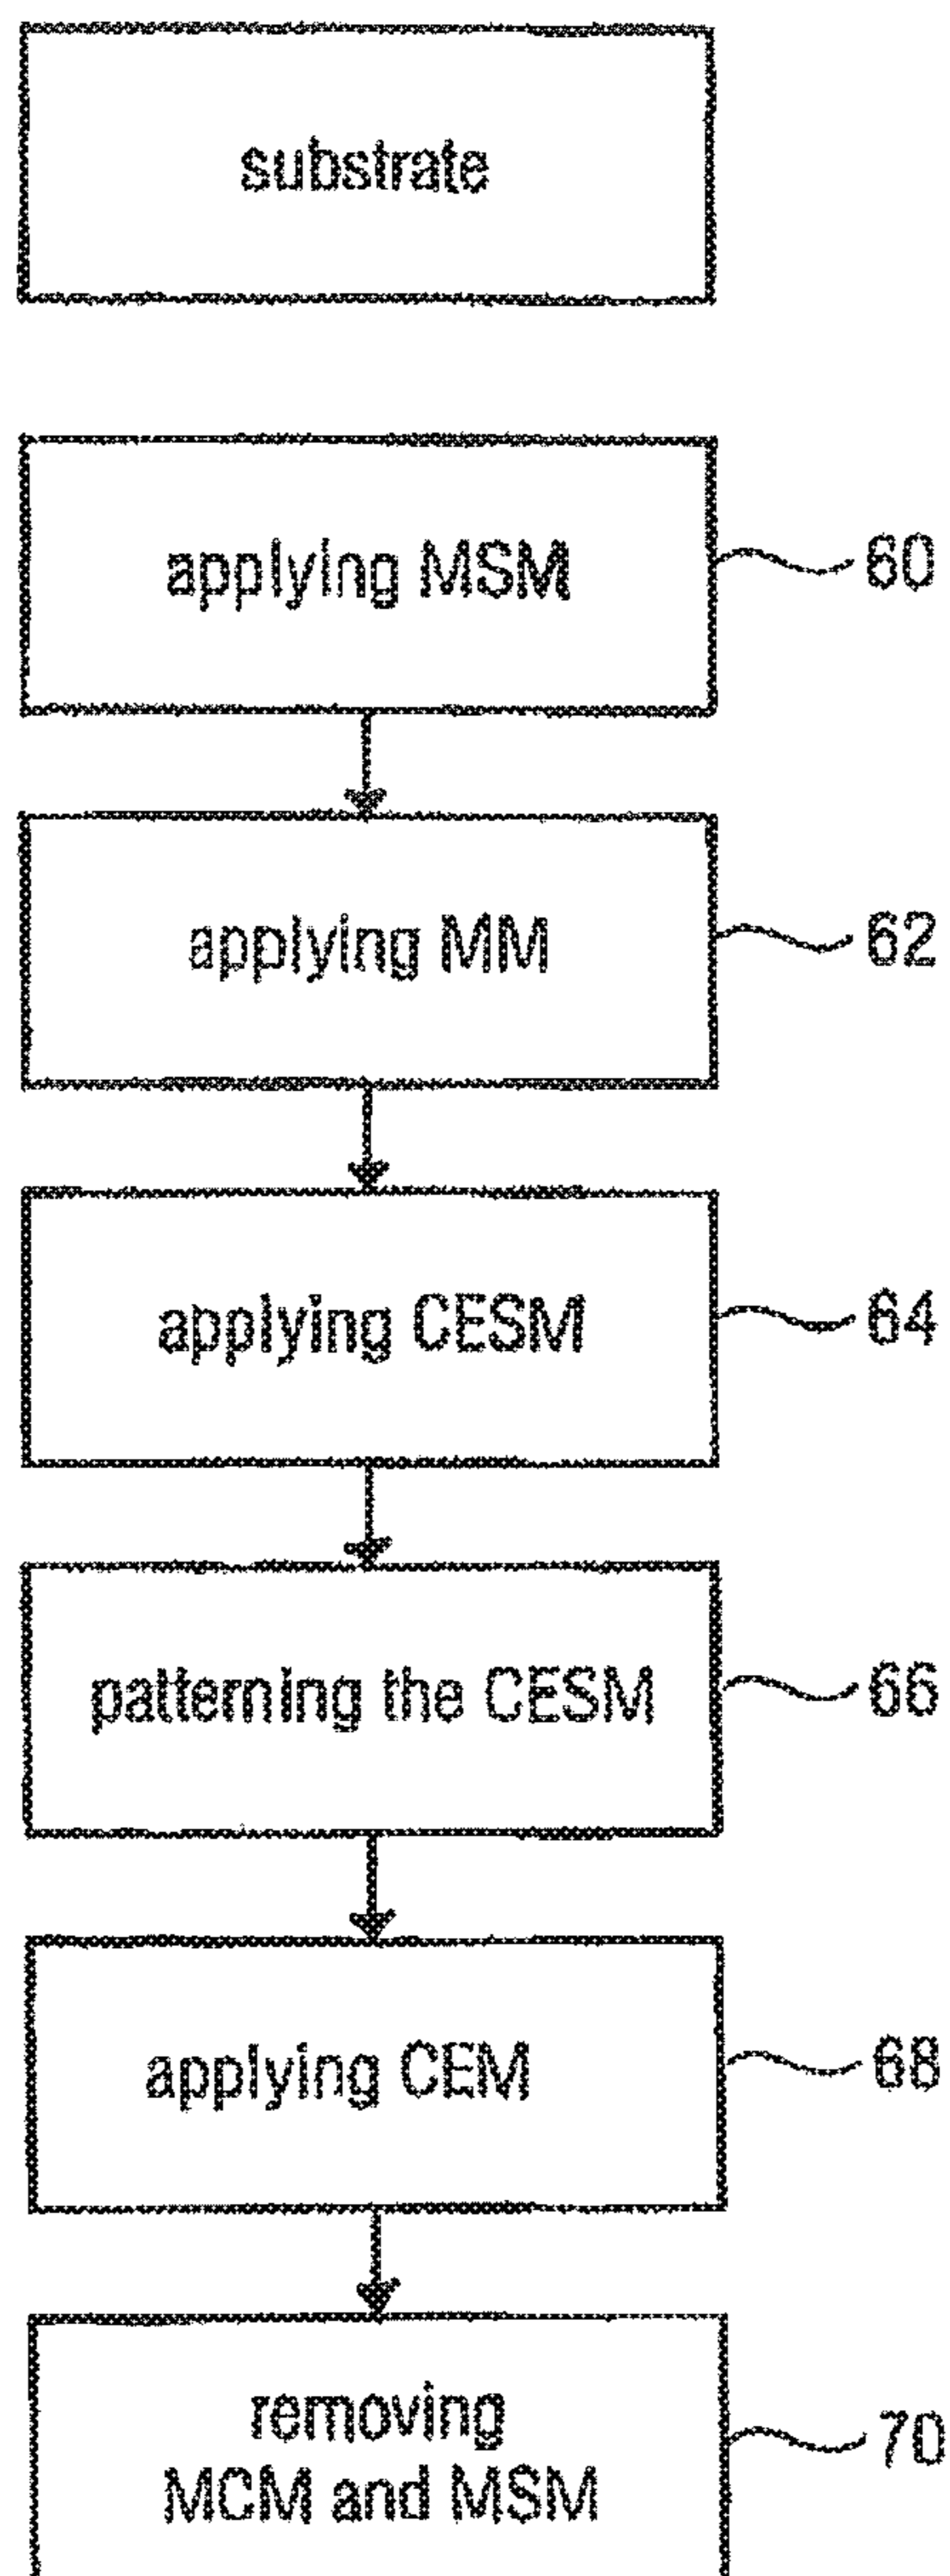 substrate
applying MSM
60
applying MM
62
applying CESM
64
patterning the CESM
66
applying CEM
68
removing
MCM and MSM
70